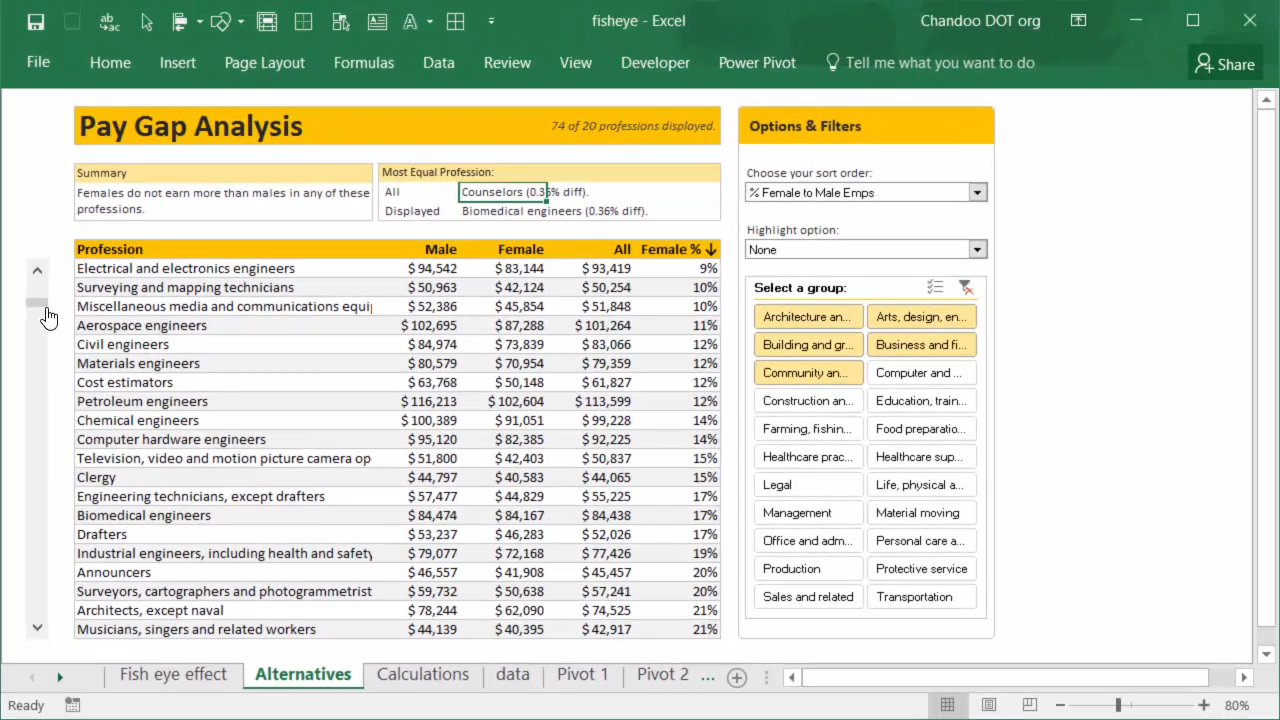 fisheye - Excel
Chandoo DOT org
File Home Insert Page Layout Formulas Data Review View Developer Power Pivot Tell me what you want to do Share
Pay Gap Analysis
74 of 20 professions displayed.
Summary
Females do not earn more than males in any of these
professions.
Most Equal Profession:
All Counselors (0.36% diff).
Displayed Biomedical engineers (0.36% diff).
Profession Male Female All Female % ↓
Electrical and electronics engineers $ 94,542 $ 83,144 $ 93,419 9%
Surveying and mapping technicians $ 50,963 $ 42,124 $ 50,254 10%
Miscellaneous media and communications equi $ 52,386 $ 45,854 $ 51,848 10%
Aerospace engineers $ 102,695 $ 87,288 $ 101,264 11%
Civil engineers $ 84,974 $ 73,839 $ 83,066 12%
Materials engineers $ 80,579 $ 70,954 $ 79,359 12%
Cost estimators $ 63,768 $ 50,148 $ 61,827 12%
Petroleum engineers $ 116,213 $ 102,604 $ 113,599 12%
Chemical engineers $ 100,389 $ 91,051 $ 99,228 14%
Computer hardware engineers $ 95,120 $ 82,385 $ 92,225 14%
Television, video and motion picture camera op $ 51,800 $ 42,403 $ 50,837 15%
Clergy $ 44,797 $ 40,583 $ 44,065 15%
Engineering technicians, except drafters $ 57,477 $ 44,829 $ 55,225 17%
Biomedical engineers $ 84,474 $ 84,167 $ 84,438 17%
Drafters $ 53,237 $ 46,283 $ 52,026 17%
Industrial engineers, including health and safety $ 79,077 $ 72,168 $ 77,426 19%
Announcers $ 46,557 $ 41,908 $ 45,457 20%
Surveyors, cartographers and photogrammetrist $ 59,732 $ 50,638 $ 57,241 20%
Architects, except naval $ 78,244 $ 62,090 $ 74,525 21%
Musicians, singers and related workers $ 44,139 $ 40,395 $ 42,917 21%
Options & Filters
Choose your sort order:
% Female to Male Emps
Highlight option:
None
Select a group:
Architecture an... Arts, design, en...
Building and gr... Business and fi...
Community an... Computer and ...
Construction an... Education, train...
Farming, fishin... Food preparatio...
Healthcare prac... Healthcare sup...
Legal Life, physical a...
Management Material moving
Office and adm... Personal care a...
Production Protective service
Sales and related Transportation
Fish eye effect Alternatives Calculations data Pivot 1 Pivot 2 ...
Ready 80%